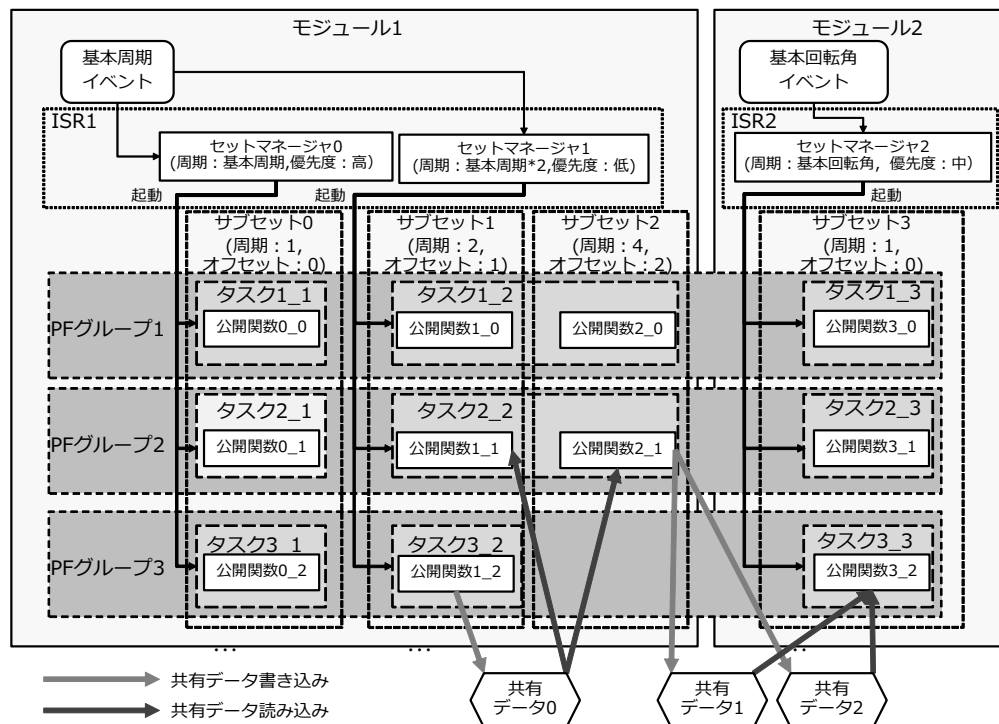 モジュール1
モジュール2
基本周期
イベント
基本回転角
イベント
ISR1
ISR2
セットマネージャ0
(周期：基本周期,優先度：高)
セットマネージャ1
(周期：基本周期*2,優先度：低)
セットマネージャ2
(周期：基本回転角, 優先度：中)
起動
起動
起動
サブセット0
(周期：1,
オフセット：0)
サブセット1
(周期：2,
オフセット：1)
サブセット2
(周期：4,
オフセット：2)
サブセット3
(周期：1,
オフセット：0)
PFグループ1
タスク1_1
公開関数0_0
タスク1_2
公開関数1_0
公開関数2_0
タスク1_3
公開関数3_0
PFグループ2
タスク2_1
公開関数0_1
タスク2_2
公開関数1_1
公開関数2_1
タスク2_3
公開関数3_1
PFグループ3
タスク3_1
公開関数0_2
タスク3_2
公開関数1_2
タスク3_3
公開関数3_2
…
…
…
共有データ書き込み
共有データ読み込み
共有
データ0
共有
データ1
共有
データ2